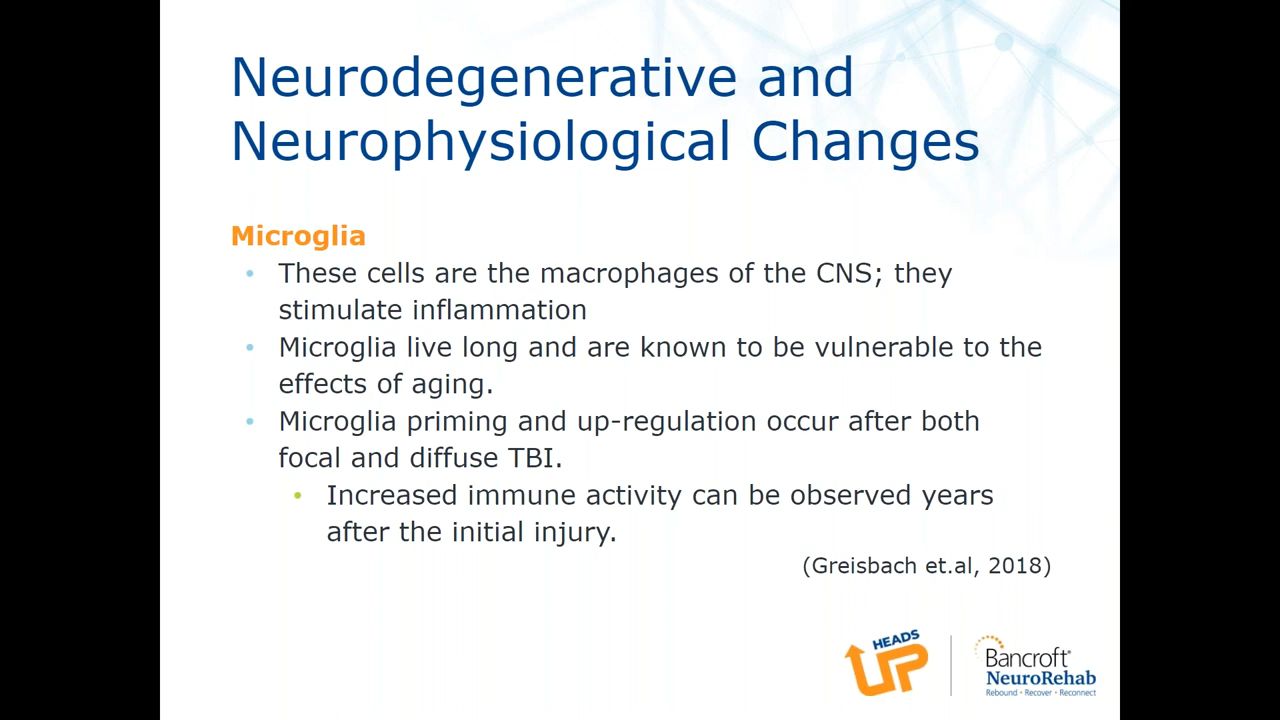 Neurodegenerative and
Neurophysiological Changes
Microglia
• These cells are the macrophages of the CNS; they
stimulate inflammation
• Microglia live long and are known to be vulnerable to the
effects of aging.
• Microglia priming and up-regulation occur after both
focal and diffuse TBI.
• Increased immune activity can be observed years
after the initial injury.
(Greisbach et.al, 2018)
HEADS
UP
Bancroft®
NeuroRehab
Rebound • Recover • Reconnect